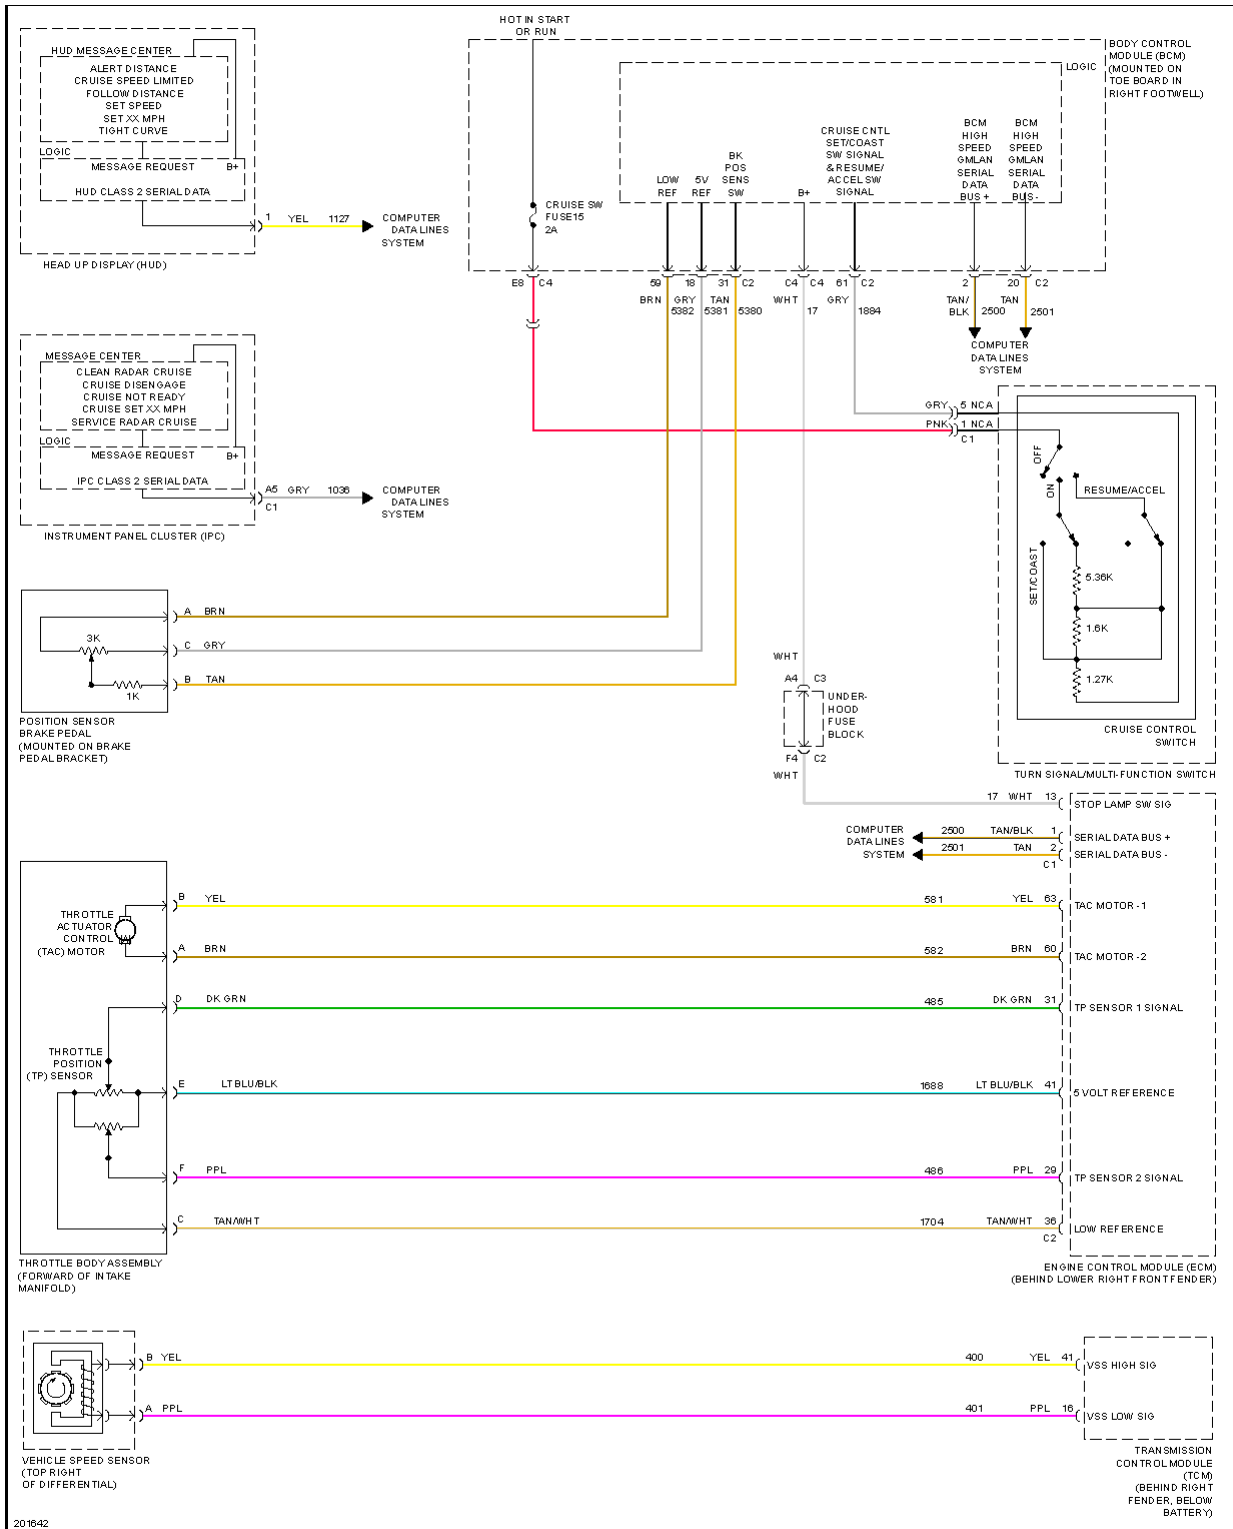 HOT IN START
OR RUN
HUD MESSAGE CENTER
ALERT DISTANCE
CRUISE SPEED LIMITED
FOLLOW DISTANCE
SET SPEED
SET XX MPH
TIGHT CURVE
LOGIC
MESSAGE REQUEST B+
HUD CLASS 2 SERIAL DATA
1 YEL 1127
COMPUTER
DATA LINES
SYSTEM
HEAD UP DISPLAY (HUD)
BODY CONTROL
MODULE (BCM)
(MOUNTED ON
TOE BOARD IN
RIGHT FOOTWELL)
LOGIC
LOW
REF
5V
REF
BK
POS
SENS
SW
B+
CRUISE CNTL
SET/COAST
SW SIGNAL
& RESUME/
ACCEL SW
SIGNAL
BCM
HIGH
SPEED
GMLAN
SERIAL
DATA
BUS +
BCM
HIGH
SPEED
GMLAN
SERIAL
DATA
BUS -
CRUISE SW
FUSE15
2A
E8 C4
59 18 31 C2
C4 C4
61 C2
2 20 C2
BRN GRY TAN
5382 5381 5380
WHT
17
GRY
1884
TAN/
BLK
2500
TAN
2501
COMPUTER
DATA LINES
SYSTEM
MESSAGE CENTER
CLEAN RADAR CRUISE
CRUISE DISENGAGE
CRUISE NOT READY
CRUISE SET XX MPH
SERVICE RADAR CRUISE
LOGIC
MESSAGE REQUEST B+
IPC CLASS 2 SERIAL DATA
A5 GRY 1036
C1
COMPUTER
DATA LINES
SYSTEM
INSTRUMENT PANEL CLUSTER (IPC)
GRY 5 NCA
PNK 1 NCA
C1
OFF
ON
RESUME/ACCEL
SET/COAST
5.36K
1.6K
1.27K
CRUISE CONTROL
SWITCH
TURN SIGNAL/MULTI-FUNCTION SWITCH
A BRN
3K
C GRY
B TAN
1K
POSITION SENSOR
BRAKE PEDAL
(MOUNTED ON BRAKE
PEDAL BRACKET)
WHT
A4 C3
UNDER-
HOOD
FUSE
BLOCK
F4 C2
WHT
17 WHT 13
STOP LAMP SW SIG
COMPUTER
DATA LINES
SYSTEM
2500 TAN/BLK 1
SERIAL DATA BUS +
2501 TAN 2
SERIAL DATA BUS -
C1
THROTTLE
ACTUATOR
CONTROL
(TAC) MOTOR
B YEL
581 YEL 63
TAC MOTOR - 1
A BRN
582 BRN 60
TAC MOTOR - 2
D DK GRN
485 DK GRN 31
TP SENSOR 1 SIGNAL
THROTTLE
POSITION
(TP) SENSOR
E LT BLU/BLK
1688 LT BLU/BLK 41
5 VOLT REFERENCE
F PPL
486 PPL 29
TP SENSOR 2 SIGNAL
C TAN/WHT
1704 TAN/WHT 36
LOW REFERENCE
C2
THROTTLE BODY ASSEMBLY
(FORWARD OF INTAKE
MANIFOLD)
ENGINE CONTROL MODULE (ECM)
(BEHIND LOWER RIGHT FRONT FENDER)
B YEL
400 YEL 41
VSS HIGH SIG
A PPL
401 PPL 16
VSS LOW SIG
VEHICLE SPEED SENSOR
(TOP RIGHT
OF DIFFERENTIAL)
TRANSMISSION
CONTROL MODULE
(TCM)
(BEHIND RIGHT
FENDER, BELOW
BATTERY)
201642